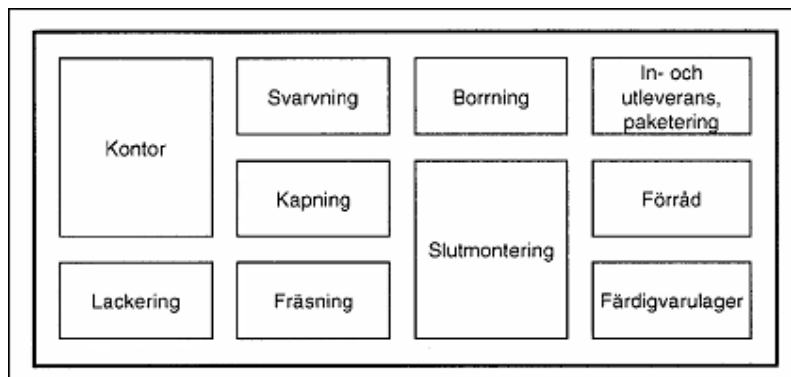 Kontor
Svarvning
Borrning
In- och
utleverans,
paketering
Kapning
Slutmontering
Förråd
Lackering
Fräsning
Färdigvarulager